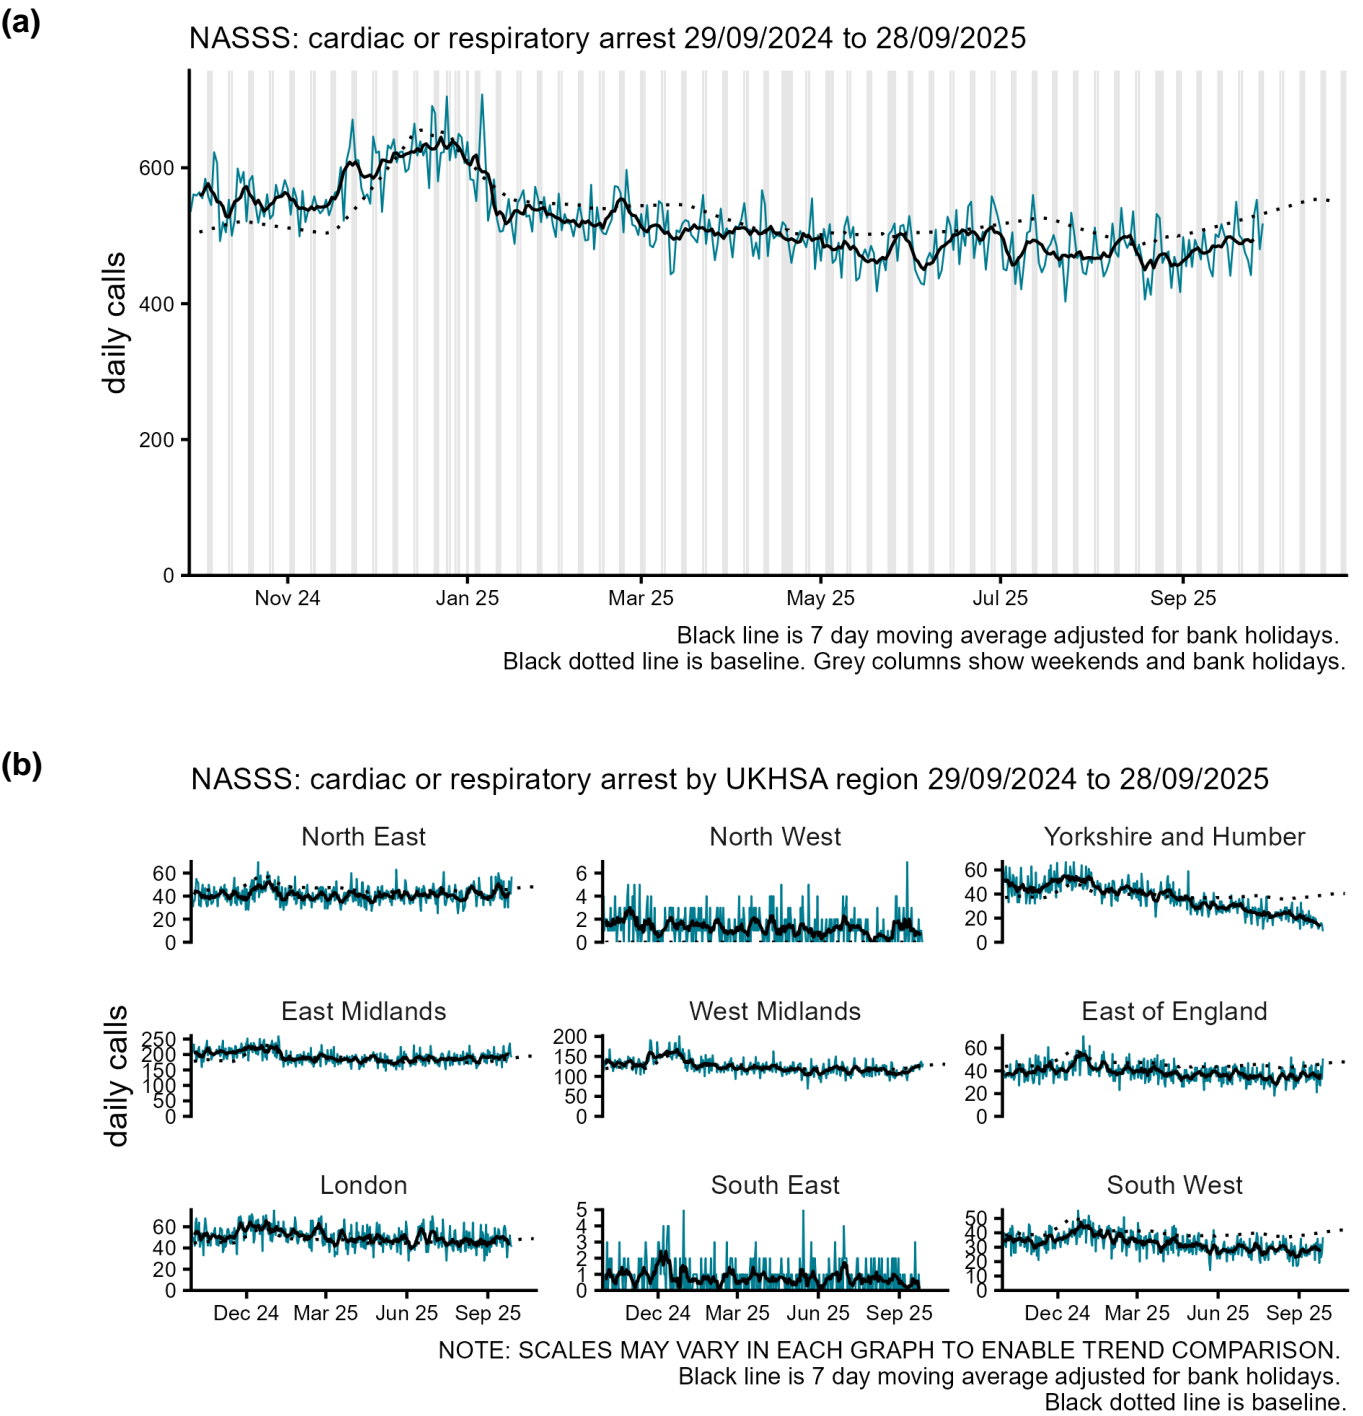 (a)
NASSS: cardiac or respiratory arrest 29/09/2024 to 28/09/2025
daily calls
600
400
200
0
Nov 24 Jan 25 Mar 25 May 25 Jul 25 Sep 25
Black line is 7 day moving average adjusted for bank holidays.
Black dotted line is baseline. Grey columns show weekends and bank holidays.
(b)
NASSS: cardiac or respiratory arrest by UKHSA region 29/09/2024 to 28/09/2025
daily calls
North East
60
40
20
0
North West
6
4
2
0
Yorkshire and Humber
60
40
20
0
East Midlands
250
200
150
100
50
0
West Midlands
200
150
100
50
0
East of England
60
40
20
0
London
60
40
20
0
South East
5
4
3
2
1
0
South West
50
40
30
20
10
0
Dec 24 Mar 25 Jun 25 Sep 25
Dec 24 Mar 25 Jun 25 Sep 25
Dec 24 Mar 25 Jun 25 Sep 25
NOTE: SCALES MAY VARY IN EACH GRAPH TO ENABLE TREND COMPARISON.
Black line is 7 day moving average adjusted for bank holidays.
Black dotted line is baseline.